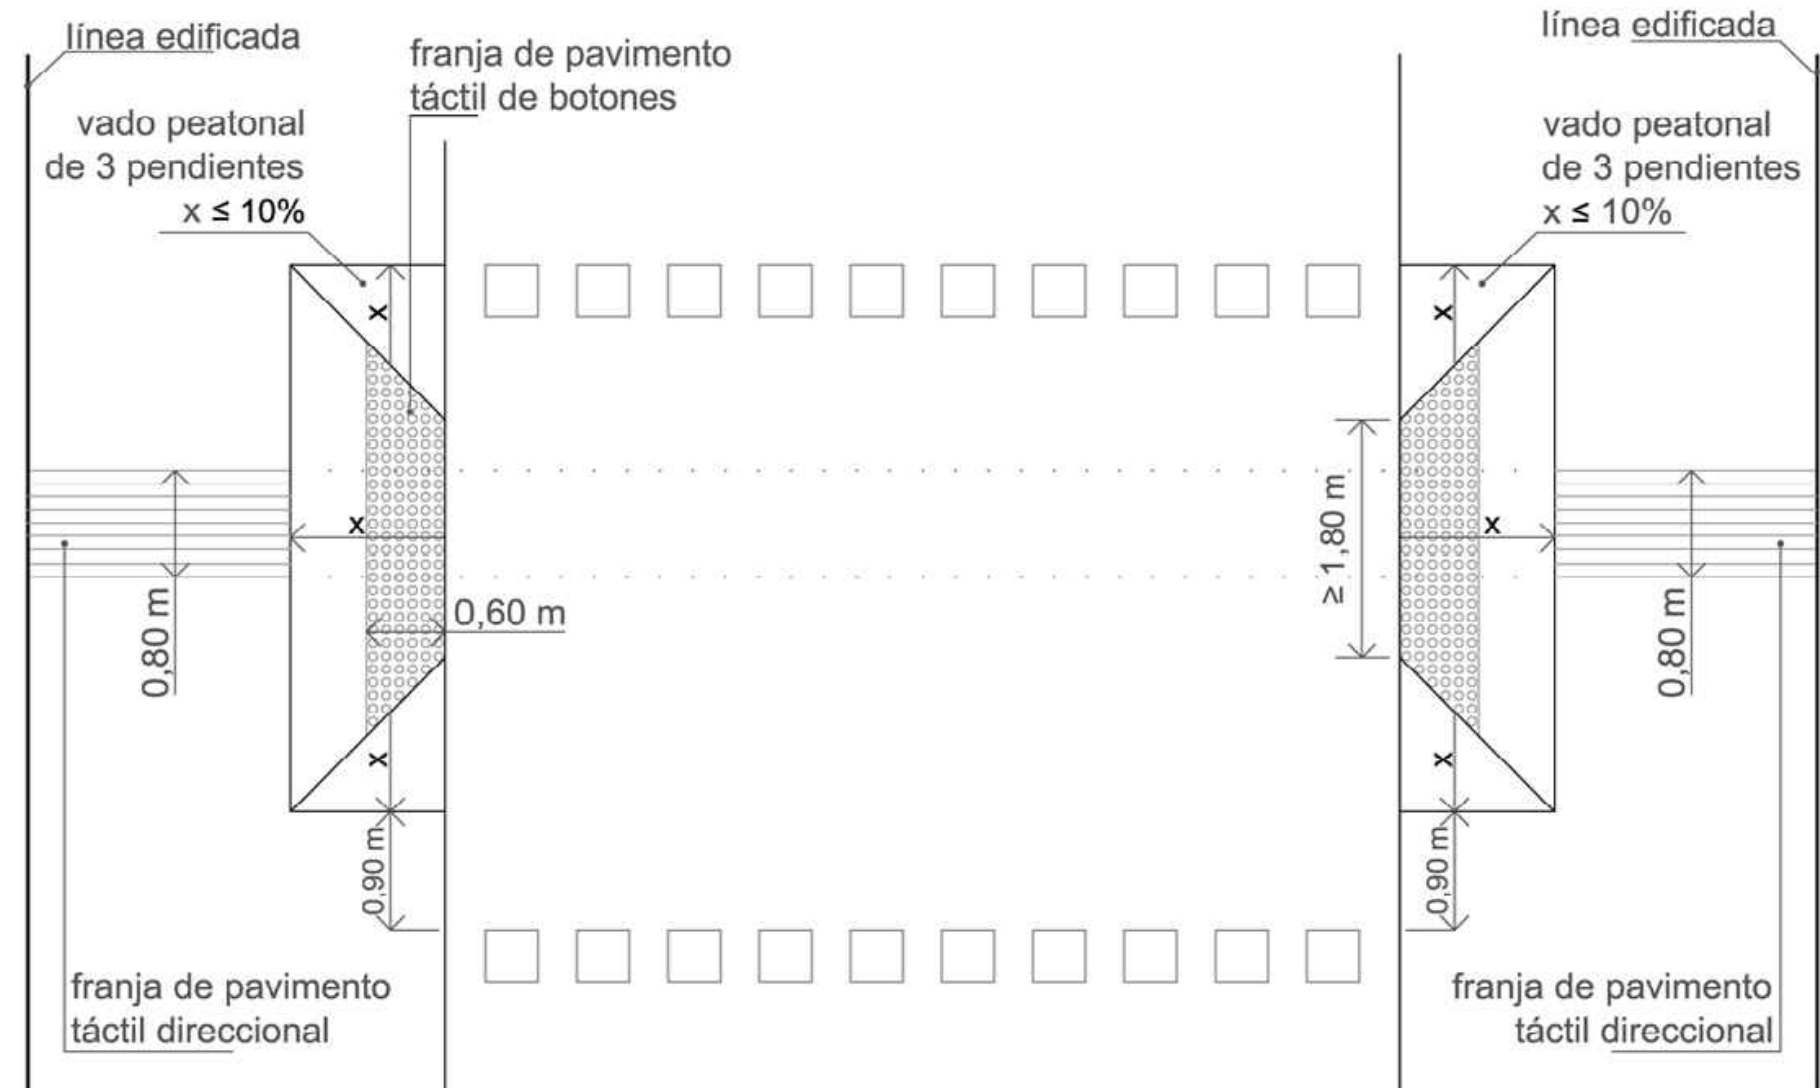 línea edificada
franja de pavimento
táctil de botones
vado peatonal
de 3 pendientes
x ≤ 10%
línea edificada
vado peatonal
de 3 pendientes
x ≤ 10%
x
x
x
x
0,80 m
0,60 m
≥ 1,80 m
0,80 m
x
x
0,90 m
0,90 m
franja de pavimento
táctil direccional
franja de pavimento
táctil direccional